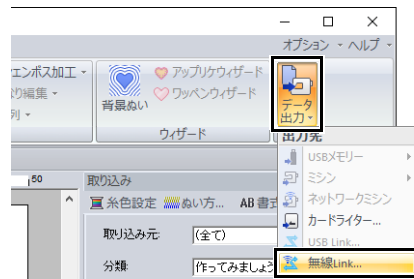 オプション ヘルプ
エンボス加工
り編集
列
背景ぬい
アップリケウィザード
ワッペンウィザード
ウィザード
データ
出力
出力先
USBメモリー
ミシン
ネットワークミシン
カードライター...
USB Link...
無線Link...
50
取り込み
糸色設定 ぬい方... AB 書式
取り込み元: (全て)
分類: 作ってみましょう